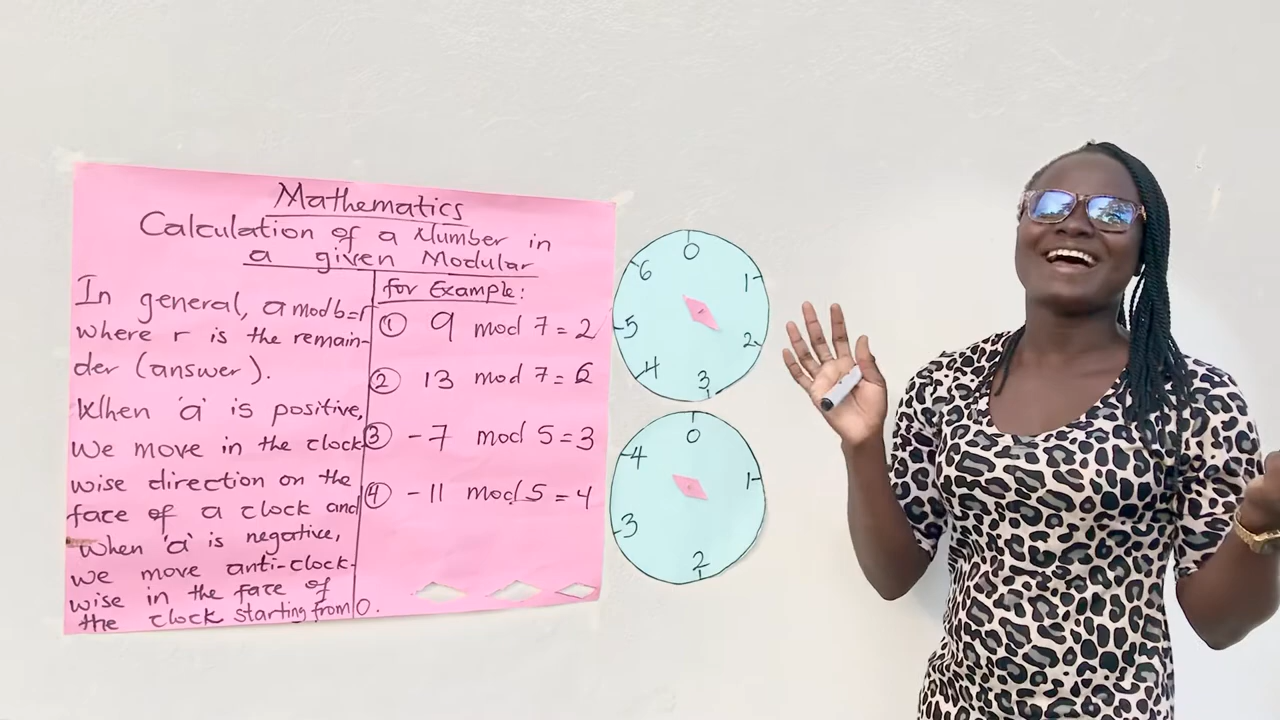 Mathematics
Calculation of a Number in
a given Modular
In general, a mod b = r
where r is the remain-
der (answer).
When 'a' is positive,
we move in the clock
wise direction on the
face of a clock and
when 'a' is negative,
we move anti-clock-
wise in the face of
the clock starting from 0.
for Example:
① 9 mod 7 = 2
② 13 mod 7 = 6
③ -7 mod 5 = 3
④ -11 mod 5 = 4
0
1
2
3
4
5
6
0
1
2
3
4